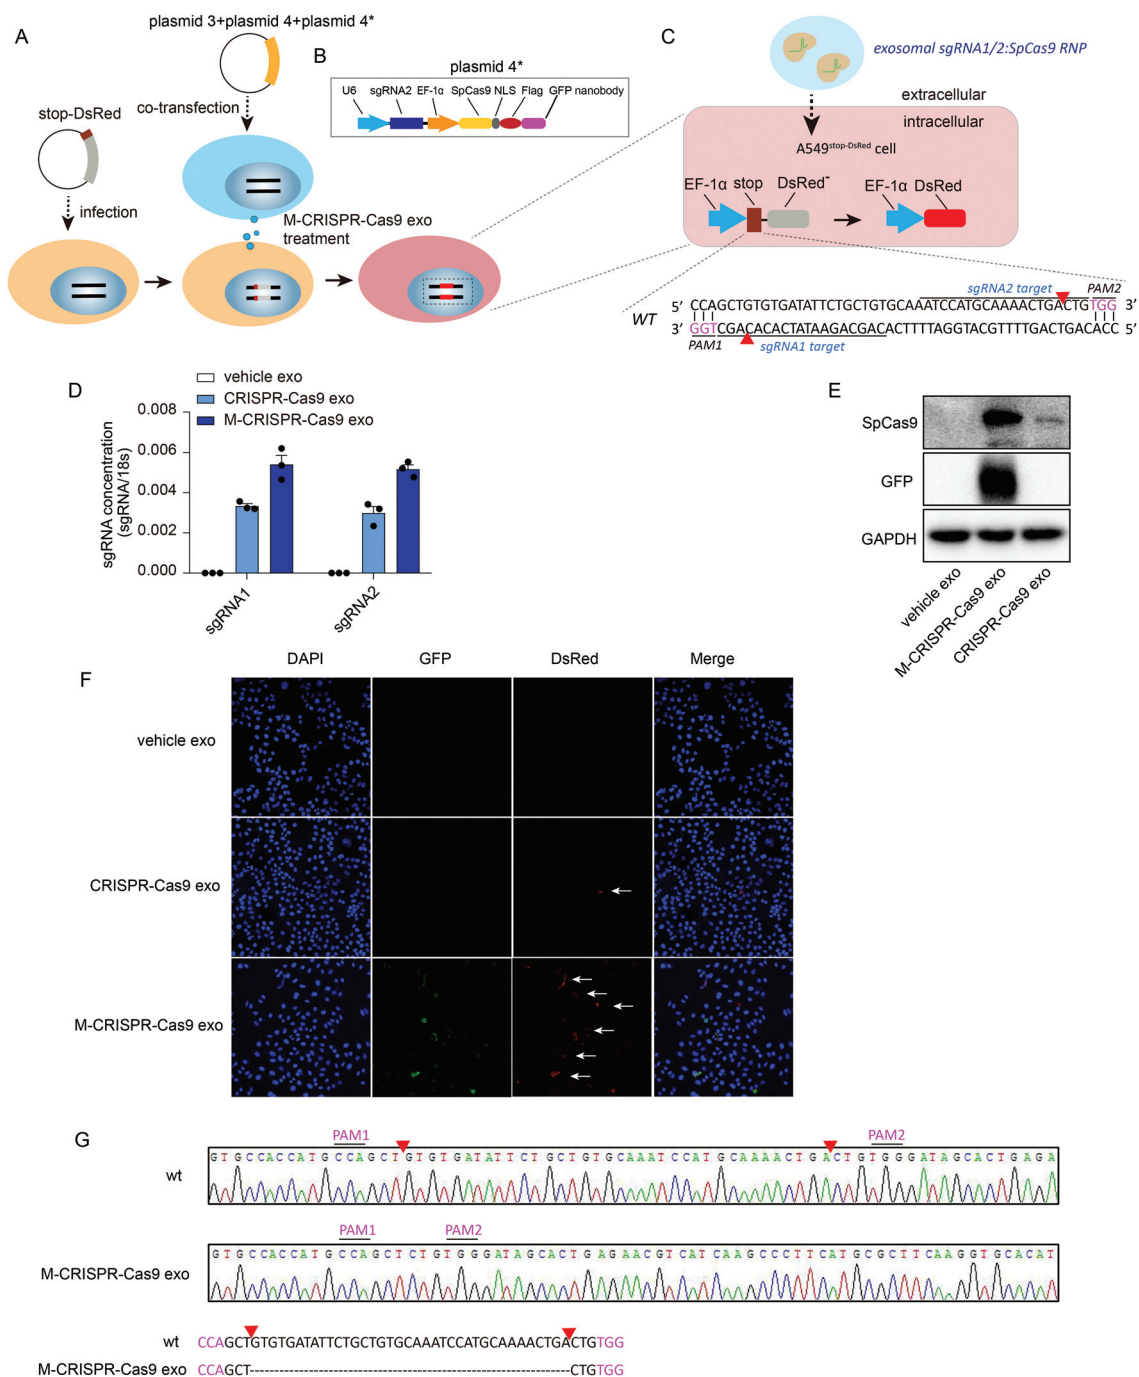 A
plasmid 3+plasmid 4+plasmid 4*
co-transfection
stop-DsRed
infection
M-CRISPR-Cas9 exo
treatment
B
plasmid 4*
U6 sgRNA2 EF-1α SpCas9 NLS Flag GFP nanobody
C
exosomal sgRNA1/2:SpCas9 RNP
extracellular
intracellular
A549stop-DsRed cell
EF-1α stop DsRed- EF-1α DsRed
sgRNA2 target PAM2
5' CCAGCTGTGTGATATTCTGCTGTGCAAATCCATGCAAAACTGACTGTGG 3'
WT
3' GGTCGACACACTATAAGACGACACTTTTAGGTACGTTTTGACTGACACC 5'
PAM1 sgRNA1 target
D
vehicle exo
CRISPR-Cas9 exo
M-CRISPR-Cas9 exo
sgRNA concentration
(sgRNA/18s)
0.008
0.006
0.004
0.002
0.000
sgRNA1 sgRNA2
E
SpCas9
GFP
GAPDH
vehicle exo
M-CRISPR-Cas9 exo
CRISPR-Cas9 exo
F
DAPI GFP DsRed Merge
vehicle exo
CRISPR-Cas9 exo
M-CRISPR-Cas9 exo
G
PAM1 PAM2
wt
GTGCCACCATGCCAGCTGTGTGATATTCTGCTGTGCAAATCCATGCAAAACTGACTGTGGGATAGCACTGAGA
PAM1 PAM2
M-CRISPR-Cas9 exo
GTGCCACCATGCCAGCTCTGTGGGATAGCACTGAGAACGTCATCAAGCCCTTCATGCGCTTCAAGGTGCACAT
wt CCAGCTGTGTGATATTCTGCTGTGCAAATCCATGCAAAACTGACTGTGG
M-CRISPR-Cas9 exo CCAGCT--------------------------------------CTGTGG